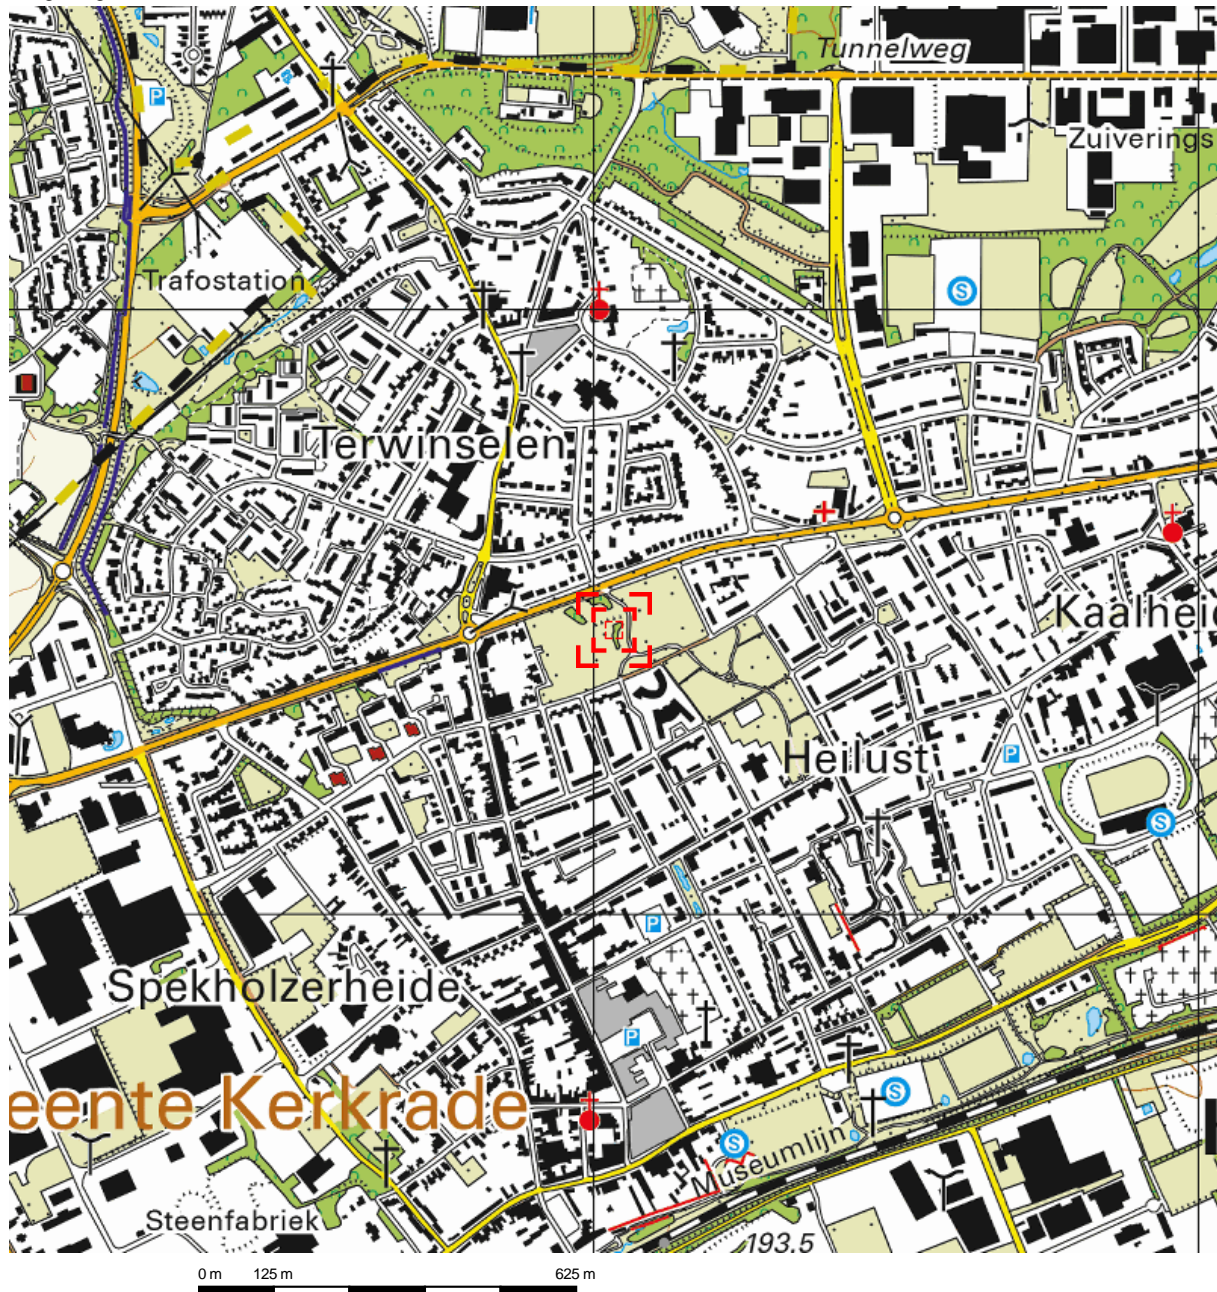 Tunnelweg
Zuiverings
P
Trafostation
S
Terwinselen
Kaalheid
Heilust
P
S
P
Spekholzerheide
P
eente Kerkrade
S
S
Museumlijn
Steenfabriek
193.5
0 m 125 m 625 m